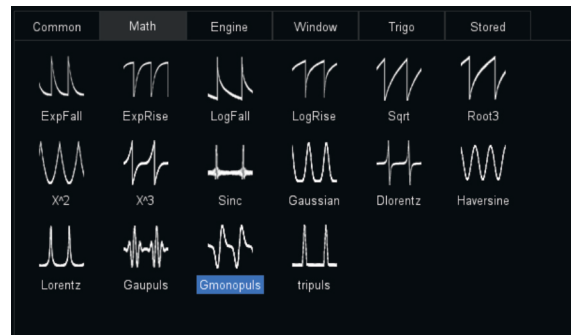 Common Math Engine Window Trigo Stored
ExpFall ExpRise LogFall LogRise Sqrt Root3
X^2 X^3 Sinc Gaussian Dlorentz Haversine
Lorentz Gaupuls Gmonopuls tripuls